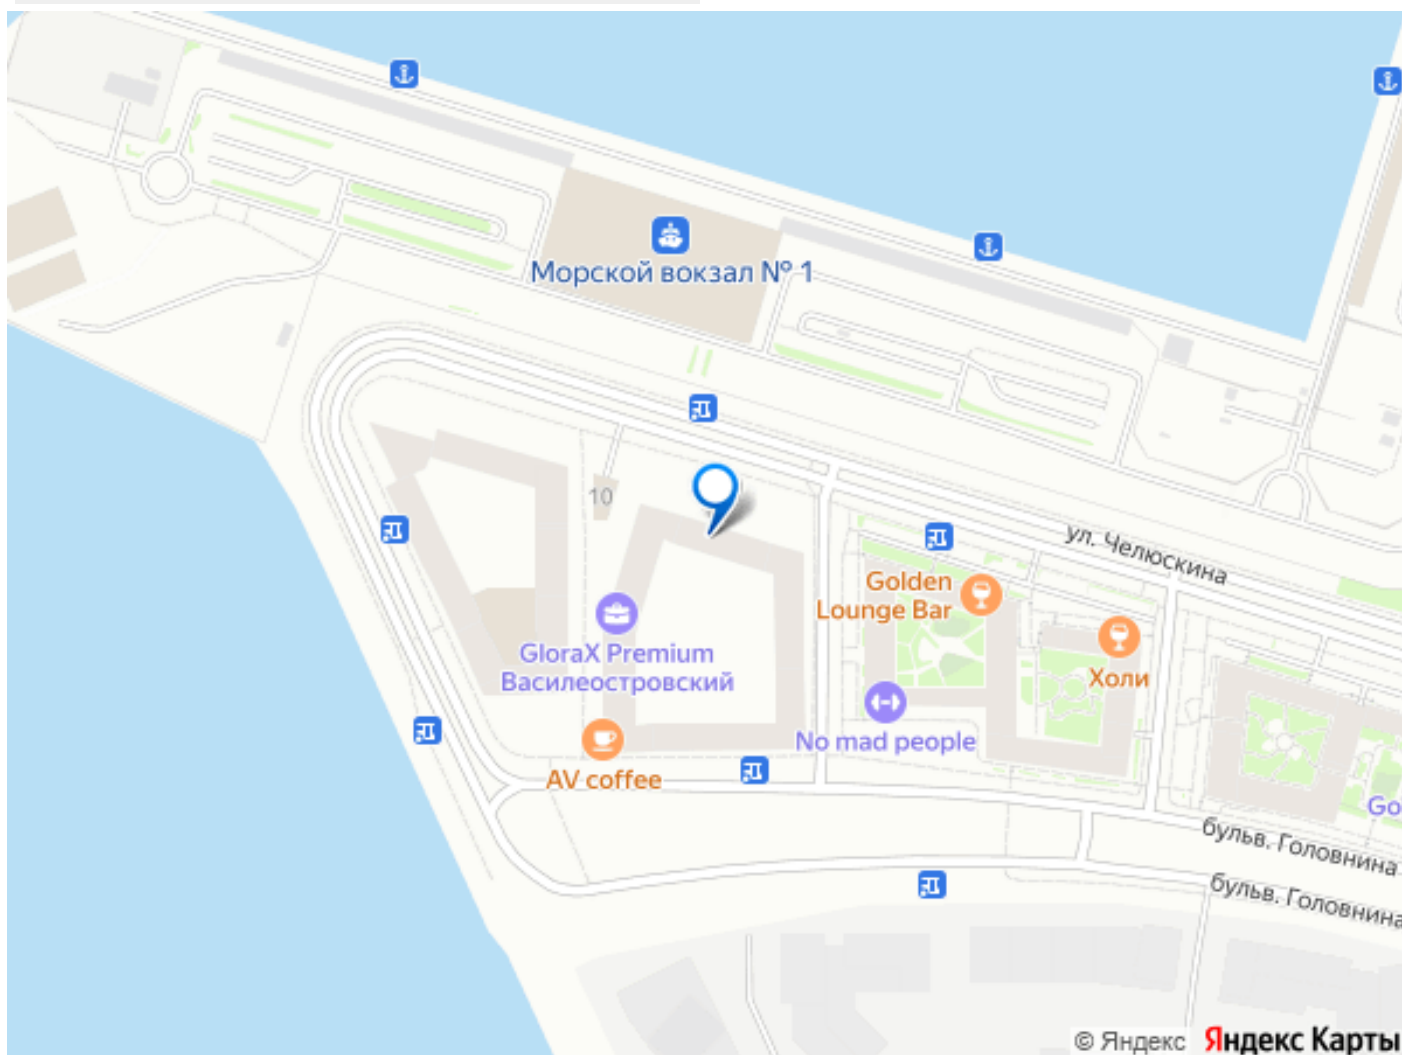 Морской вокзал № 1
ул. Челюскина
10
Golden
Lounge Bar
GloraX Premium
Василеостровский
Холи
No mad people
AV coffee
Go
бульв. Головнина
бульв. Головнина
© Яндекс Яндекс Карты